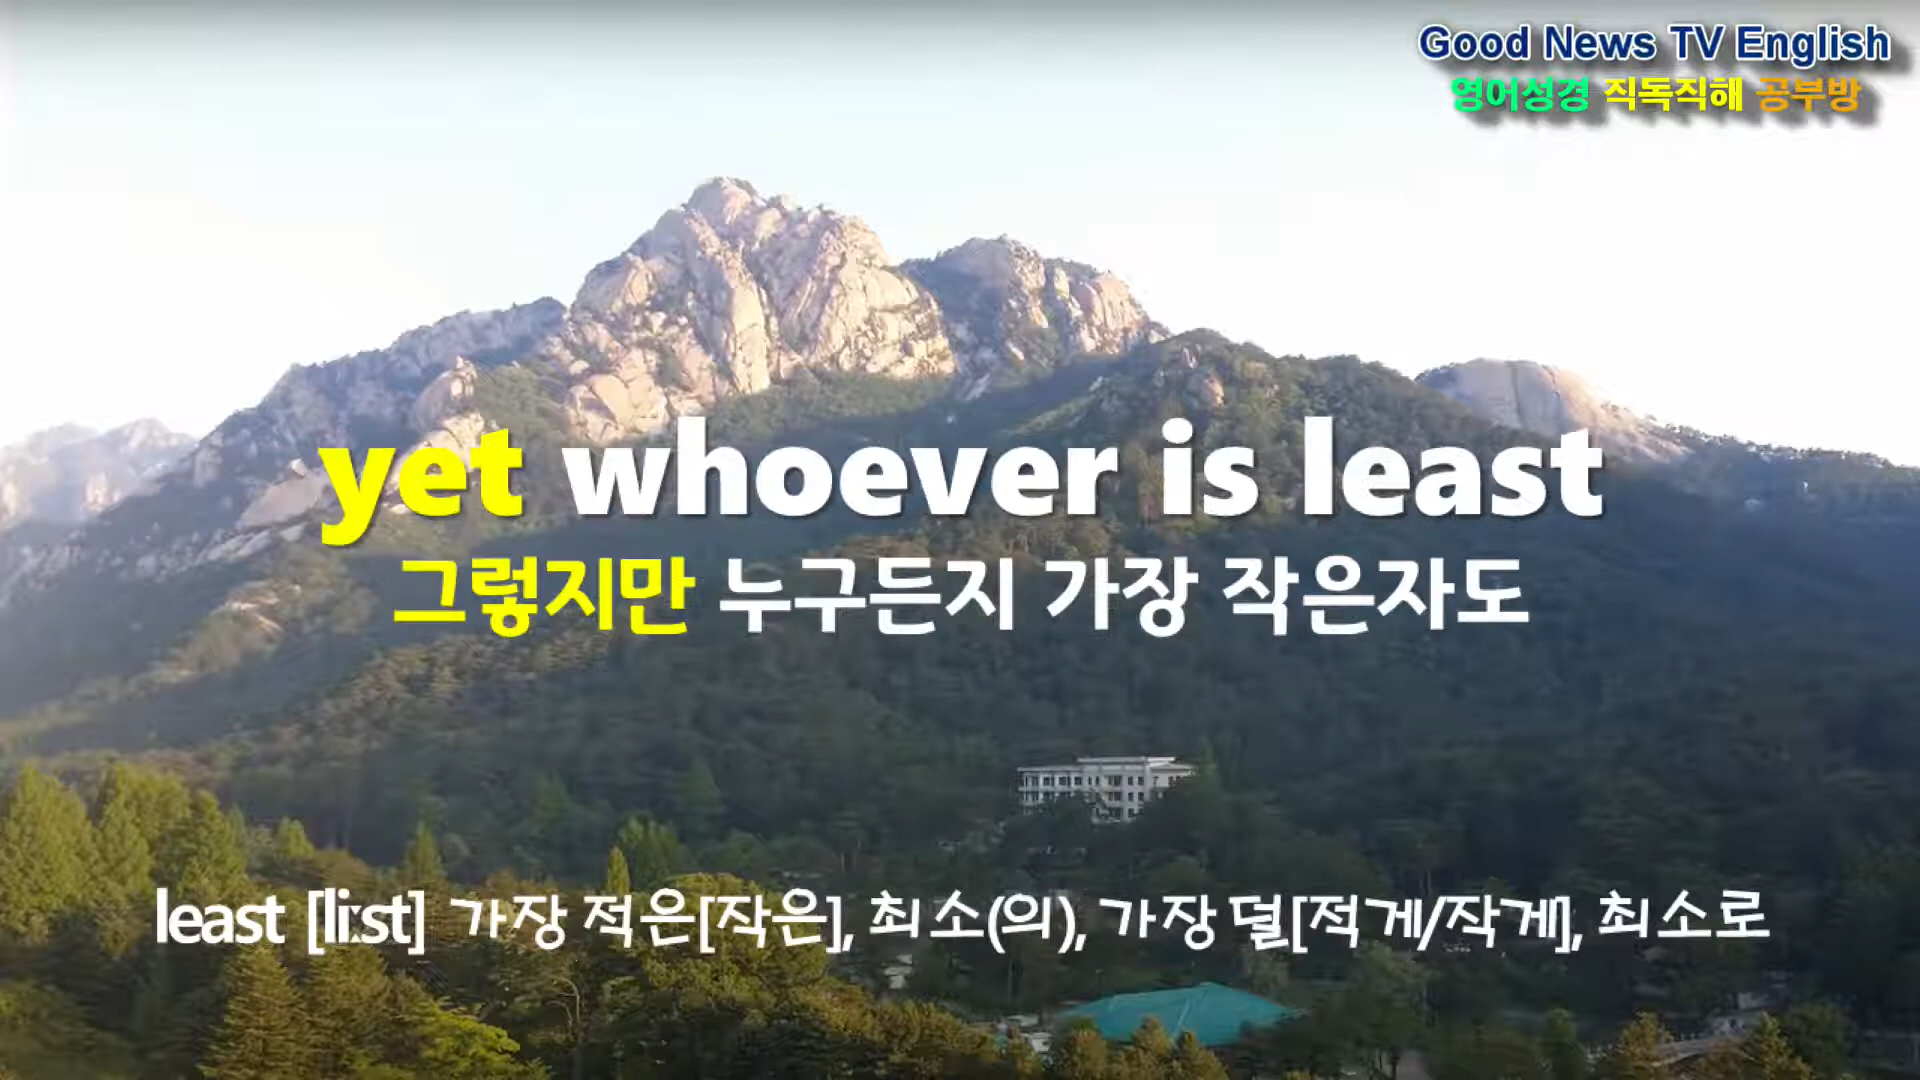 Good News TV English
영어성경 직독직해 공부방
yet whoever is least
그렇지만 누구든지 가장 작은자도
least [li:st] 가장 적은[작은], 최소(의), 가장 덜[적게/작게], 최소로